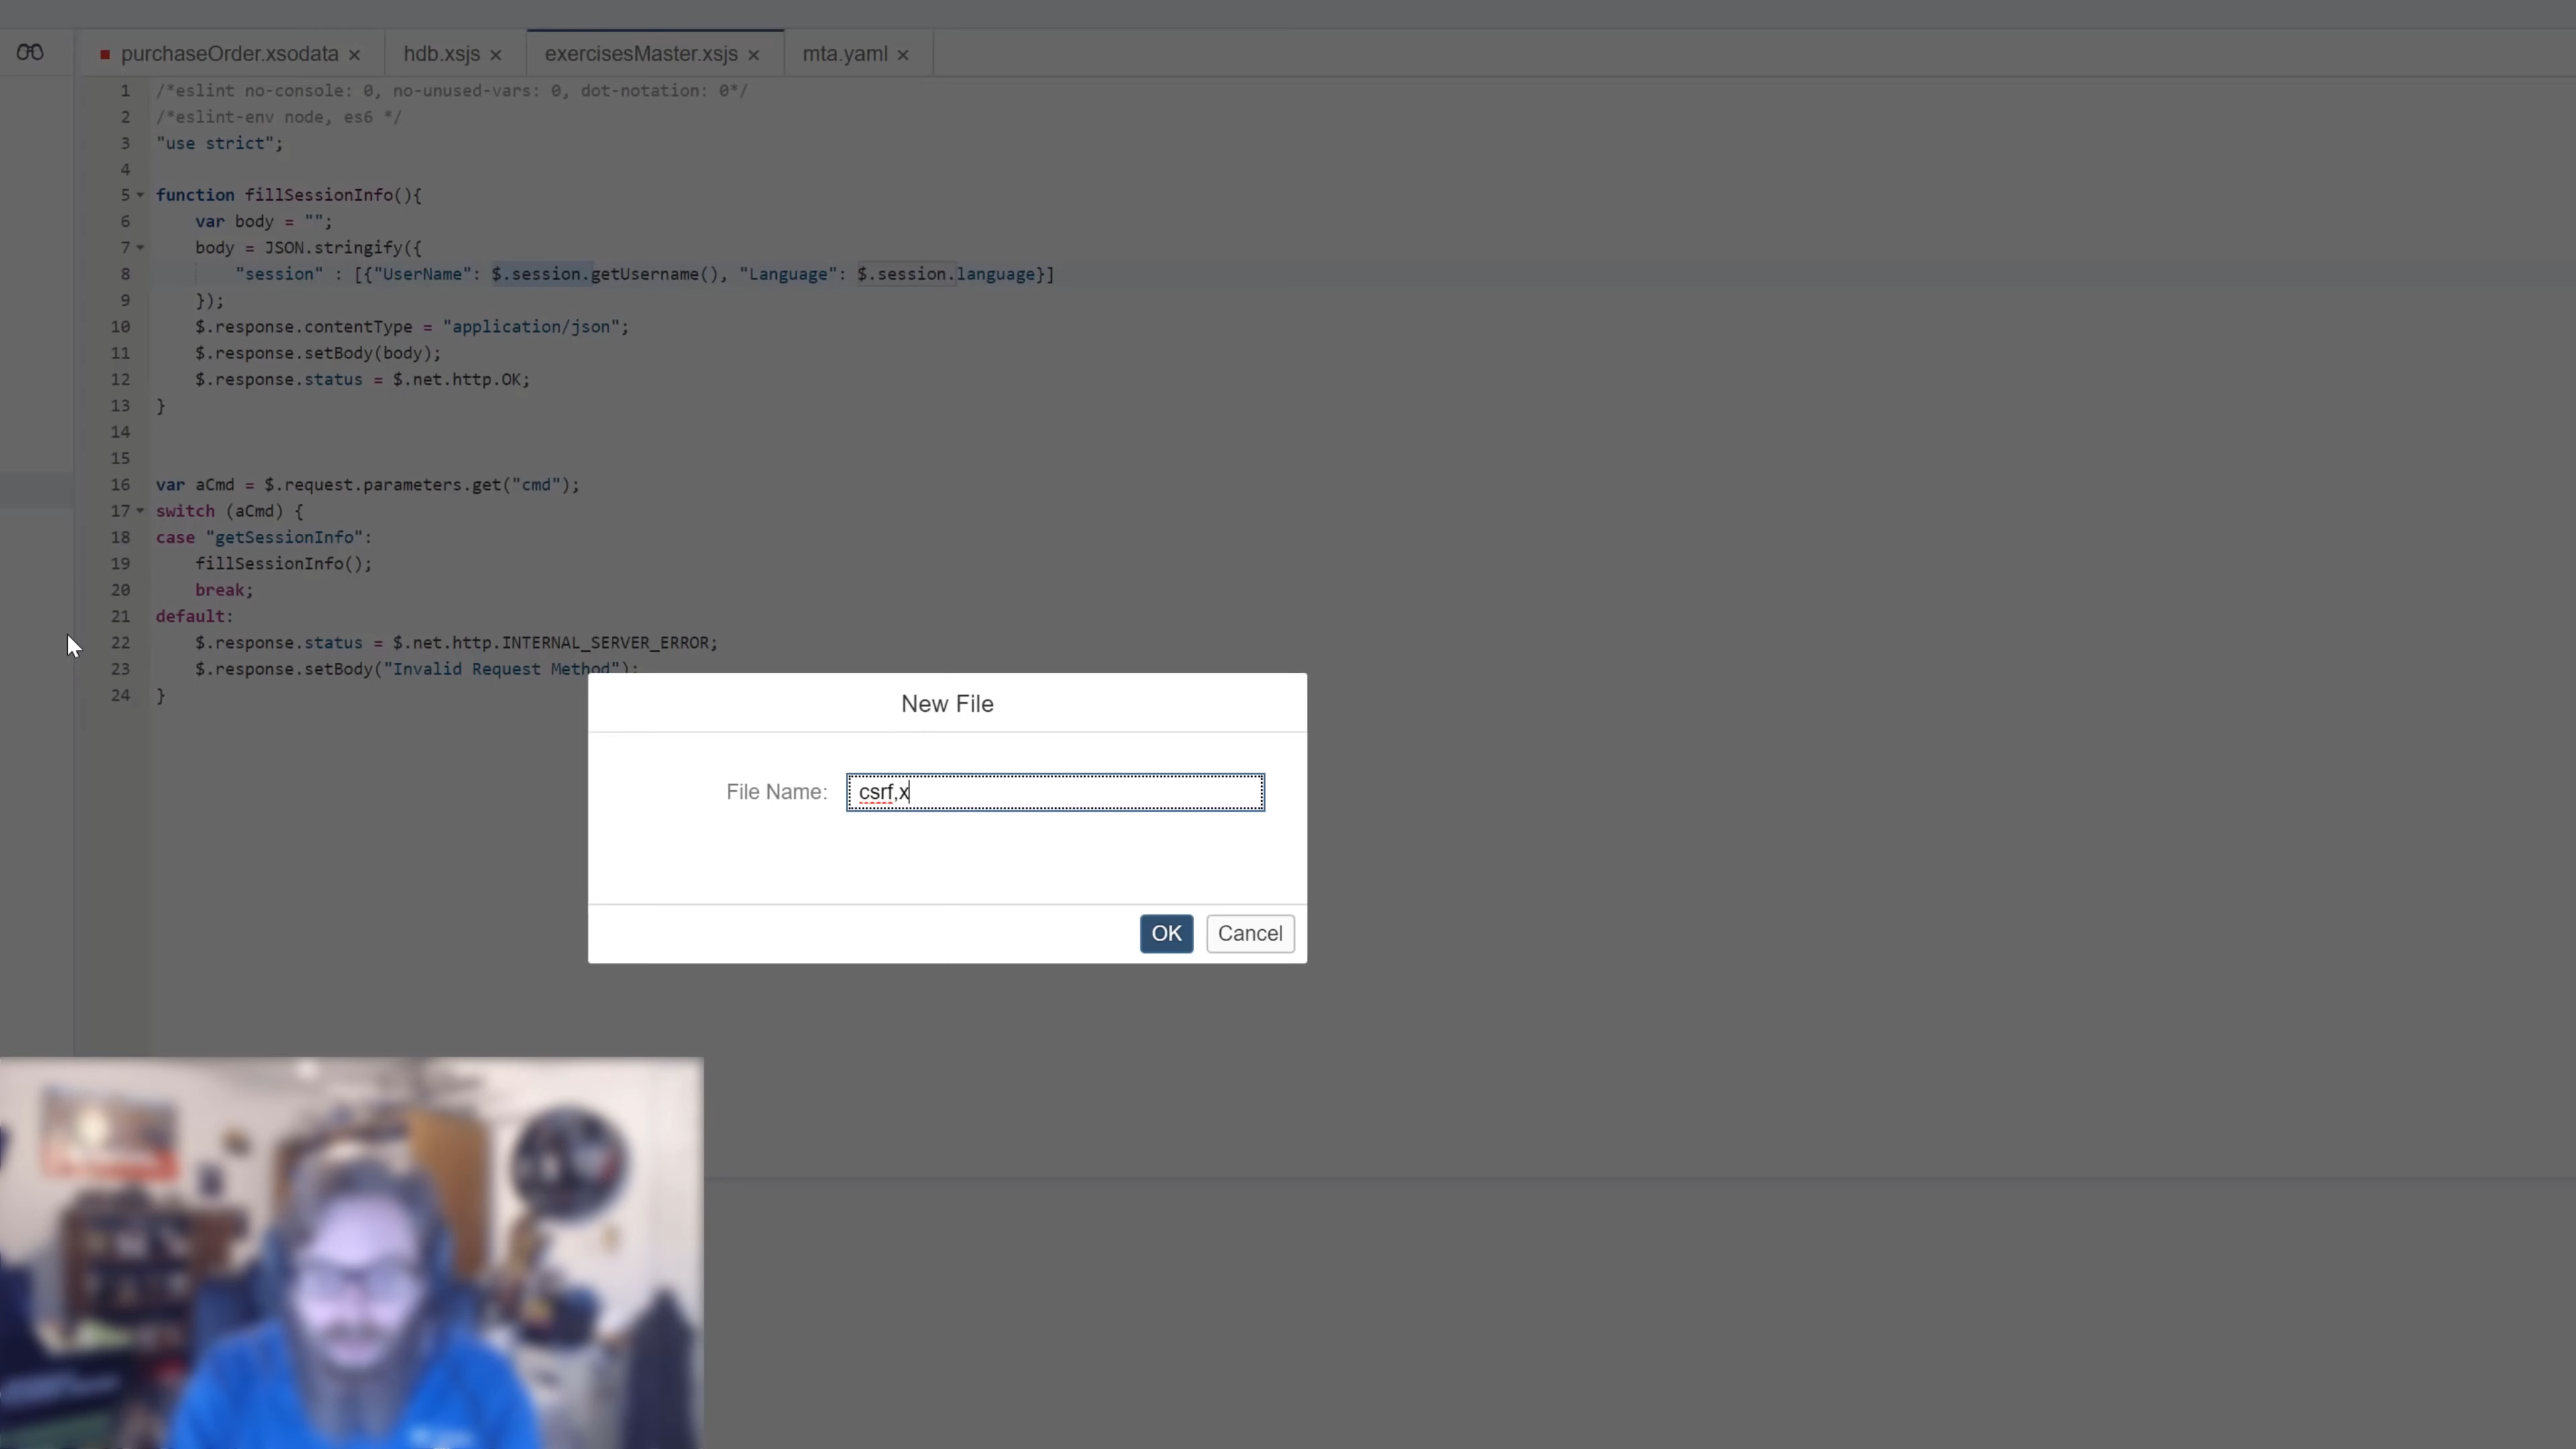 purchaseOrder.xsodata × hdb.xsjs × exercisesMaster.xsjs × mta.yaml ×
1 /*eslint no-console: 0, no-unused-vars: 0, dot-notation: 0*/
2 /*eslint-env node, es6 */
3 "use strict";
4
5 function fillSessionInfo(){
6 var body = "";
7 body = JSON.stringify({
8 "session" : [{"UserName": $.session.getUsername(), "Language": $.session.language}]
9 });
10 $.response.contentType = "application/json";
11 $.response.setBody(body);
12 $.response.status = $.net.http.OK;
13 }
14
15
16 var aCmd = $.request.parameters.get("cmd");
17 switch (aCmd) {
18 case "getSessionInfo":
19 fillSessionInfo();
20 break;
21 default:
22 $.response.status = $.net.http.INTERNAL_SERVER_ERROR;
23 $.response.setBody("Invalid Request Method");
24 }
New File
File Name: csrf,x
OK Cancel